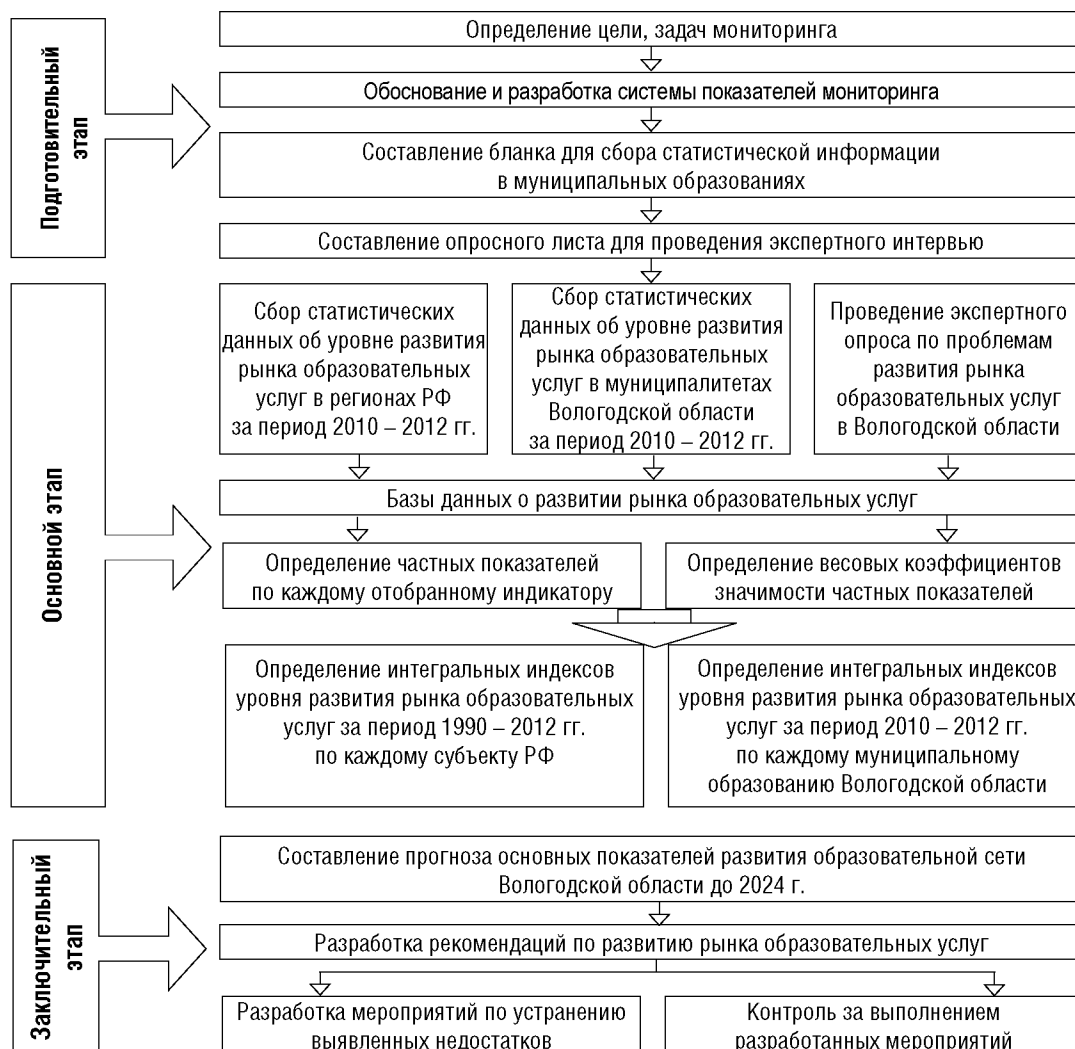 Подготовительный
этап
Определение цели, задач мониторинга
Обоснование и разработка системы показателей мониторинга
Составление бланка для сбора статистической информации
в муниципальных образованиях
Составление опросного листа для проведения экспертного интервью
Основной этап
Сбор статистических
данных об уровне развития
рынка образовательных
услуг в регионах РФ
за период 2010 – 2012 гг.
Сбор статистических
данных об уровне развития
рынка образовательных
услуг в муниципалитетах
Вологодской области
за период 2010 – 2012 гг.
Проведение экспертного
опроса по проблемам
развития рынка
образовательных услуг
в Вологодской области
Базы данных о развитии рынка образовательных услуг
Определение частных показателей
по каждому отобранному индикатору
Определение весовых коэффициентов
значимости частных показателей
Определение интегральных индексов
уровня развития рынка образовательных
услуг за период 1990 – 2012 гг.
по каждому субъекту РФ
Определение интегральных индексов
уровня развития рынка образовательных
услуг за период 2010 – 2012 гг.
по каждому муниципальному
образованию Вологодской области
Заключительный
этап
Составление прогноза основных показателей развития образовательной сети
Вологодской области до 2024 г.
Разработка рекомендаций по развитию рынка образовательных услуг
Разработка мероприятий по устранению
выявленных недостатков
Контроль за выполнением
разработанных мероприятий